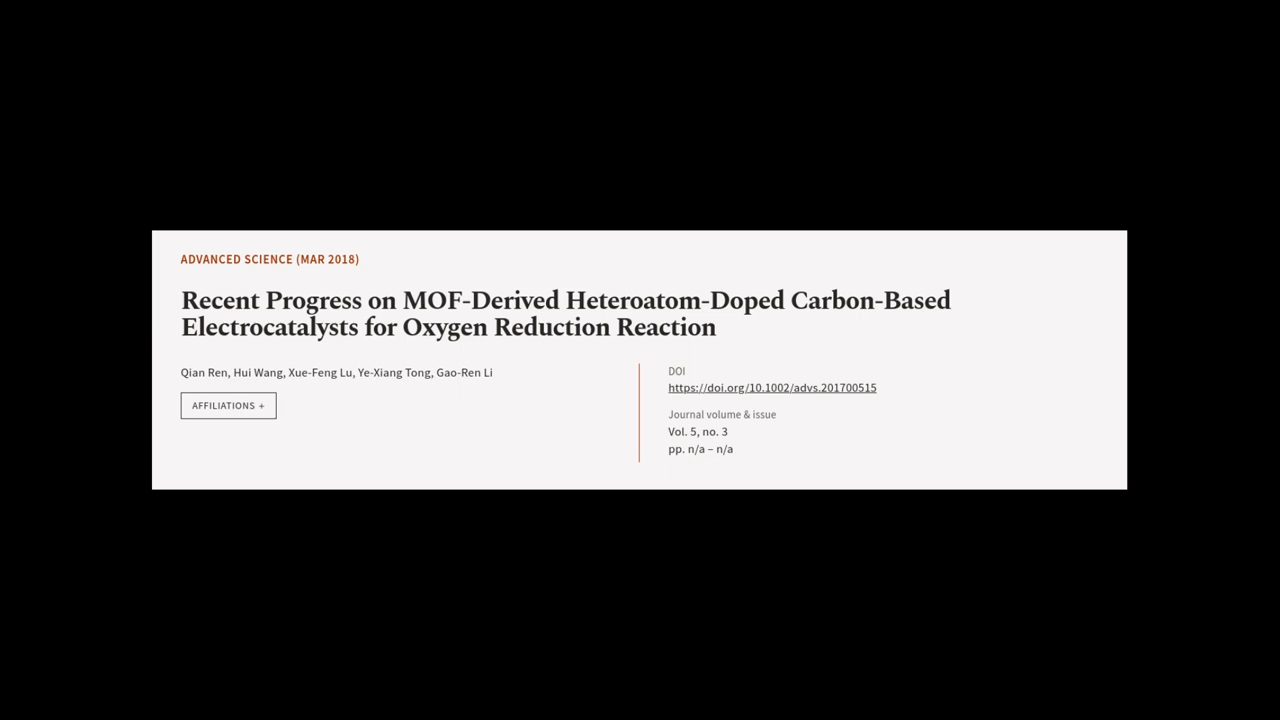 ADVANCED SCIENCE (MAR 2018)
Recent Progress on MOF-Derived Heteroatom-Doped Carbon-Based
Electrocatalysts for Oxygen Reduction Reaction
Qian Ren, Hui Wang, Xue-Feng Lu, Ye-Xiang Tong, Gao-Ren Li
AFFILIATIONS +
DOI
https://doi.org/10.1002/advs.201700515
Journal volume & issue
Vol. 5, no. 3
pp. n/a – n/a